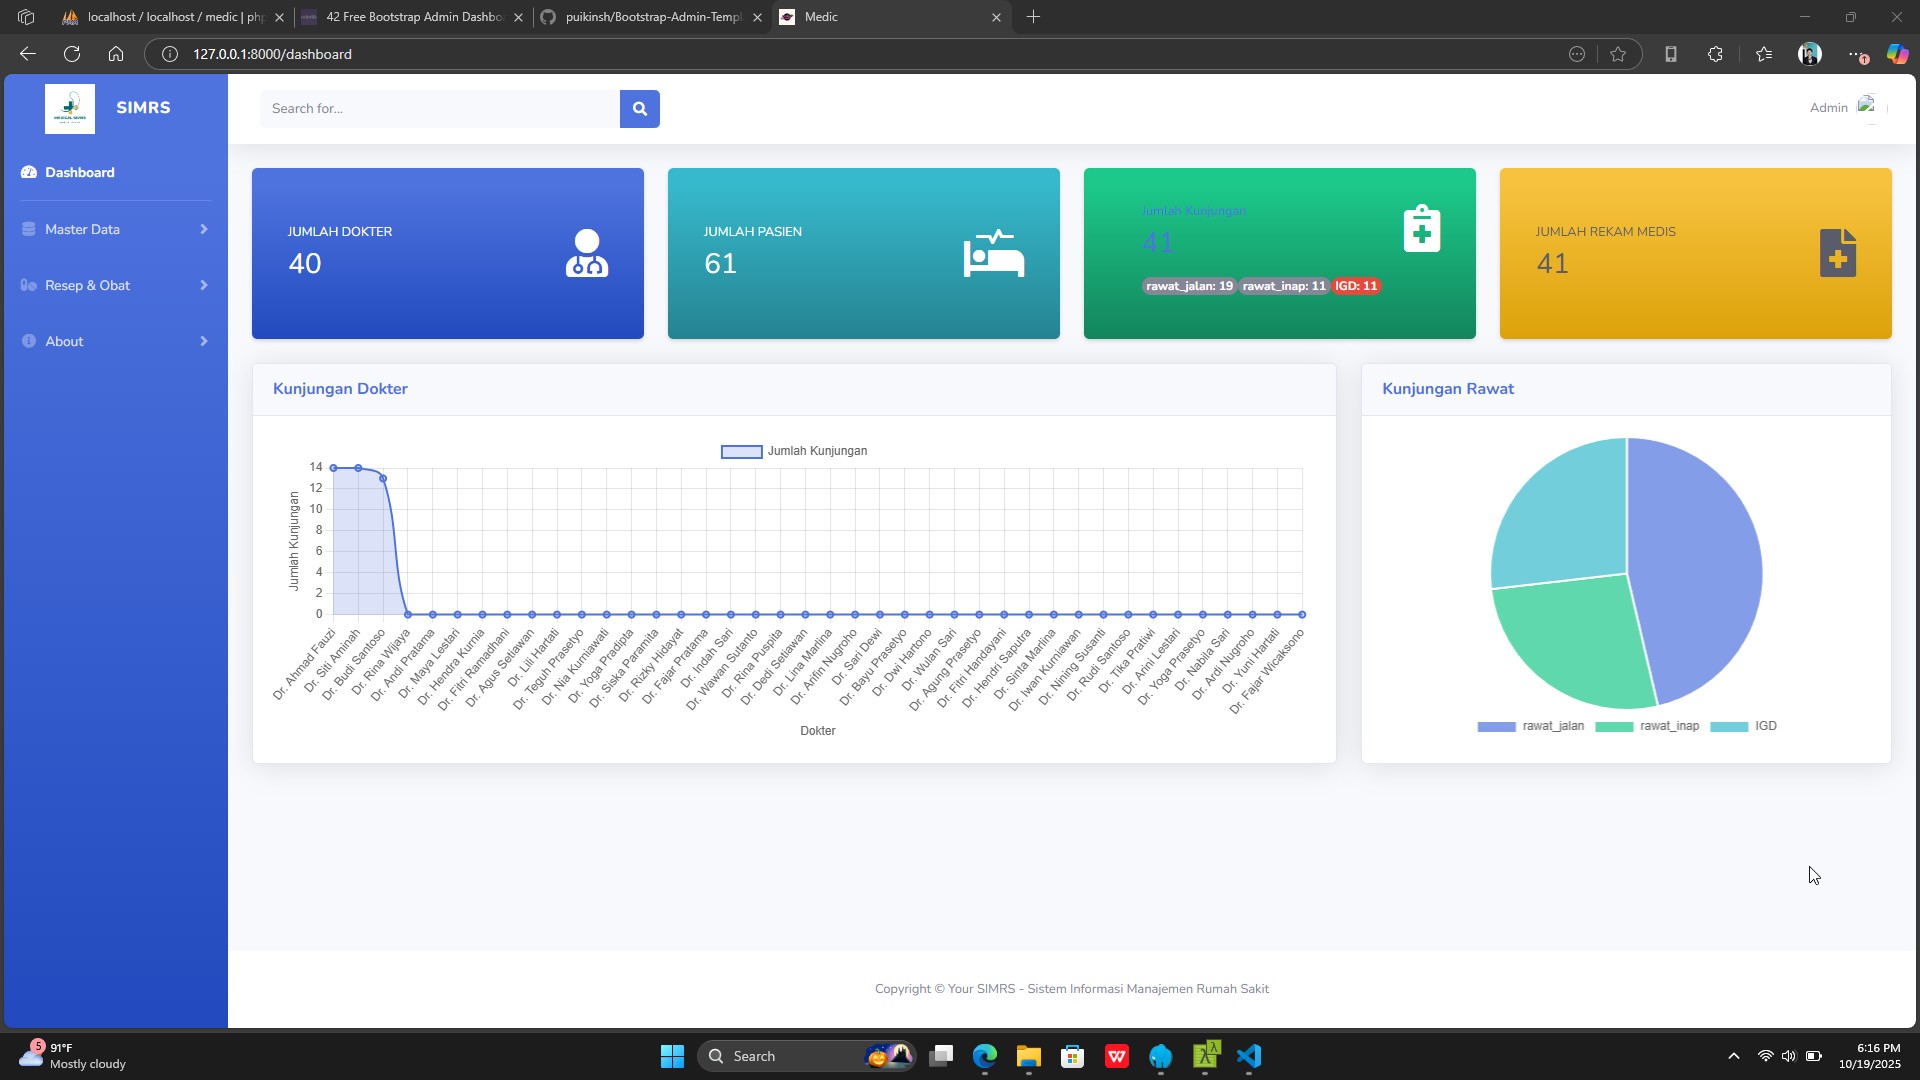 localhost / localhost / medic | php
42 Free Bootstrap Admin Dashbo
puikinsh/Bootstrap-Admin-Templ
Medic
127.0.0.1:8000/dashboard
1
SIMRS
Search for...
Admin
Dashboard
Master Data
Resep & Obat
About
JUMLAH DOKTER
40
JUMLAH PASIEN
61
Jumlah Kunjungan
41
rawat_jalan: 19 rawat_inap: 11 IGD: 11
JUMLAH REKAM MEDIS
41
Kunjungan Dokter
Jumlah Kunjungan
14
12
10
8
6
4
2
0
Jumlah Kunjungan
Dr. Ahmad Fauzi
Dr. Siti Aminah
Dr. Budi Santoso
Dr. Rina Wijaya
Dr. Andi Pratama
Dr. Maya Lestari
Dr. Hendra Kurnia
Dr. Fitri Ramadhani
Dr. Agus Setiawan
Dr. Lili Hartati
Dr. Teguh Prasetyo
Dr. Nia Kurniawati
Dr. Yoga Pradipta
Dr. Siska Paramita
Dr. Rizky Hidayat
Dr. Fajar Pratama
Dr. Indah Sari
Dr. Wawan Sutanto
Dr. Rina Puspita
Dr. Dedi Setiawan
Dr. Lina Marlina
Dr. Arifin Nugroho
Dr. Sari Dewi
Dr. Bayu Prasetyo
Dr. Dwi Hartono
Dr. Wulan Sari
Dr. Agung Prasetyo
Dr. Fitri Handayani
Dr. Hendri Saputra
Dr. Sinta Marlina
Dr. Iwan Kurniawan
Dr. Nining Susanti
Dr. Rudi Santoso
Dr. Tika Pratiwi
Dr. Arini Lestari
Dr. Yoga Prasetyo
Dr. Nabila Sari
Dr. Ardi Nugroho
Dr. Yuni Hartati
Dr. Fajar Wicaksono
Dokter
Kunjungan Rawat
rawat_jalan
rawat_inap
IGD
Copyright © Your SIMRS - Sistem Informasi Manajemen Rumah Sakit
5
91°F
Mostly cloudy
Search
6:16 PM
10/19/2025